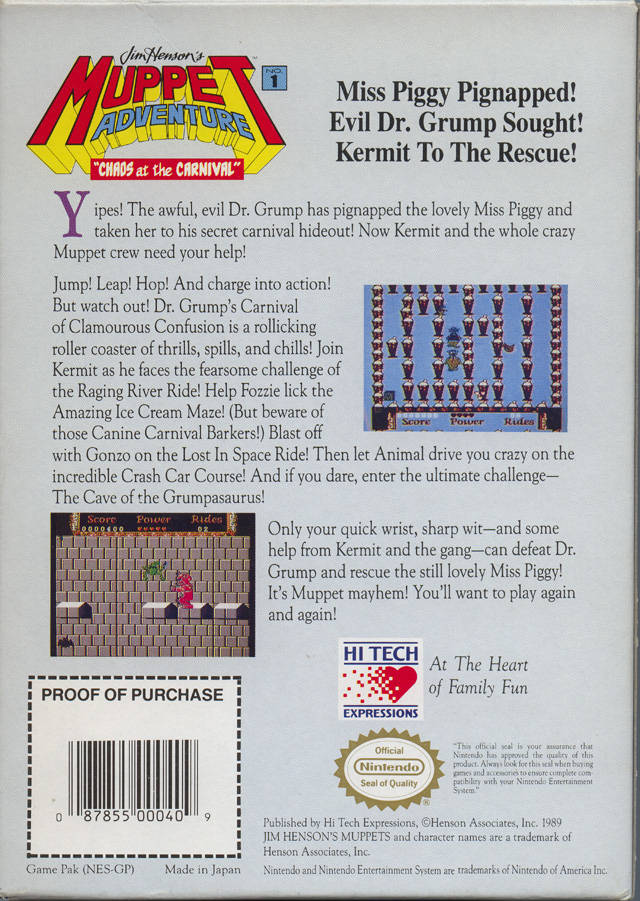 Jim Henson's
MUPPET
ADVENTURE
NO. 1
"CHAOS at the CARNIVAL"
Miss Piggy Pignapped!
Evil Dr. Grump Sought!
Kermit To The Rescue!
Yipes! The awful, evil Dr. Grump has pignapped the lovely Miss Piggy and
taken her to his secret carnival hideout! Now Kermit and the whole crazy
Muppet crew need your help!
Jump! Leap! Hop! And charge into action!
But watch out! Dr. Grump's Carnival
of Clamourous Confusion is a rollicking
roller coaster of thrills, spills, and chills! Join
Kermit as he faces the fearsome challenge of
the Raging River Ride! Help Fozzie lick the
Amazing Ice Cream Maze! (But beware of
those Canine Carnival Barkers!) Blast off
with Gonzo on the Lost In Space Ride! Then let Animal drive you crazy on the
incredible Crash Car Course! And if you dare, enter the ultimate challenge—
The Cave of the Grumpasaurus!
Score Power Rides
Score Power Rides
0000600
Only your quick wrist, sharp wit—and some
help from Kermit and the gang—can defeat Dr.
Grump and rescue the still lovely Miss Piggy!
It's Muppet mayhem! You'll want to play again
and again!
HI TECH
EXPRESSIONS
At The Heart
of Family Fun
PROOF OF PURCHASE
0 87855 00040 9
Official
Nintendo
Seal of Quality
®
"This official seal is your assurance that
Nintendo has approved the quality of this
product. Always look for this seal when buying
games and accessories to ensure complete com-
patibility with your Nintendo Entertainment
System."
Published by Hi Tech Expressions, ©Henson Associates, Inc. 1989
JIM HENSON'S MUPPETS and character names are a trademark of
Henson Associates, Inc.
Game Pak (NES-GP) Made in Japan
Nintendo and Nintendo Entertainment System are trademarks of Nintendo of America Inc.